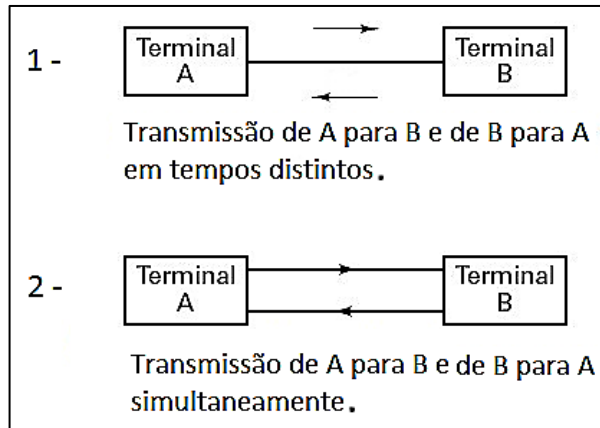 1 -
Terminal
A
Terminal
B
Transmissão de A para B e de B para A
em tempos distintos.
2 -
Terminal
A
Terminal
B
Transmissão de A para B e de B para A
simultaneamente.